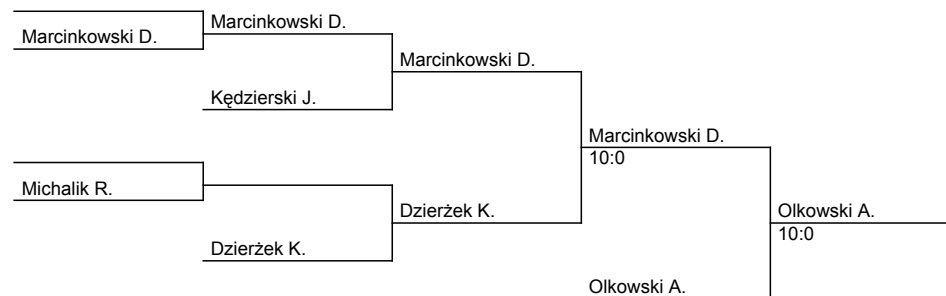 Marcinkowski D.
Marcinkowski D.
Marcinkowski D.
Kędzierski J.
Marcinkowski D.
10:0
Michalik R.
Dzierżek K.
Olkowski A.
10:0
Dzierżek K.
Olkowski A.